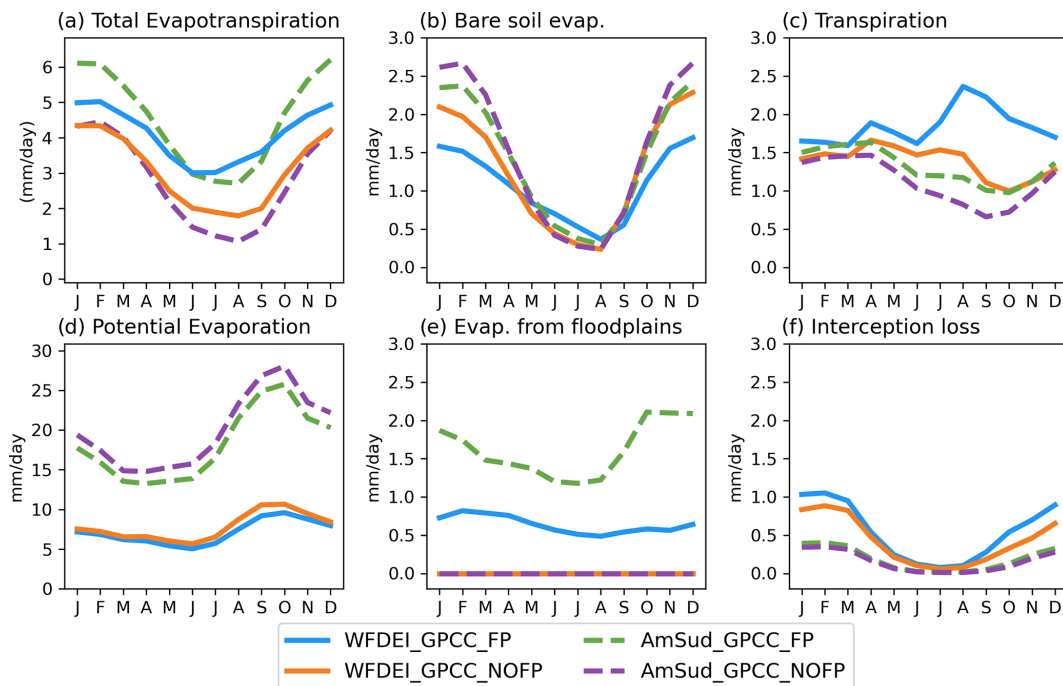 (a) Total Evapotranspiration
(b) Bare soil evap.
(c) Transpiration
(mm/day)
6
5
4
3
2
1
0
J F M A M J J A S O N D
mm/day
3.0
2.5
2.0
1.5
1.0
0.5
0.0
J F M A M J J A S O N D
mm/day
3.0
2.5
2.0
1.5
1.0
0.5
0.0
J F M A M J J A S O N D
(d) Potential Evaporation
(e) Evap. from floodplains
(f) Interception loss
mm/day
30
25
20
15
10
5
0
J F M A M J J A S O N D
mm/day
3.0
2.5
2.0
1.5
1.0
0.5
0.0
J F M A M J J A S O N D
mm/day
3.0
2.5
2.0
1.5
1.0
0.5
0.0
J F M A M J J A S O N D
WFDEI_GPCC_FP
WFDEI_GPCC_NOFP
AmSud_GPCC_FP
AmSud_GPCC_NOFP